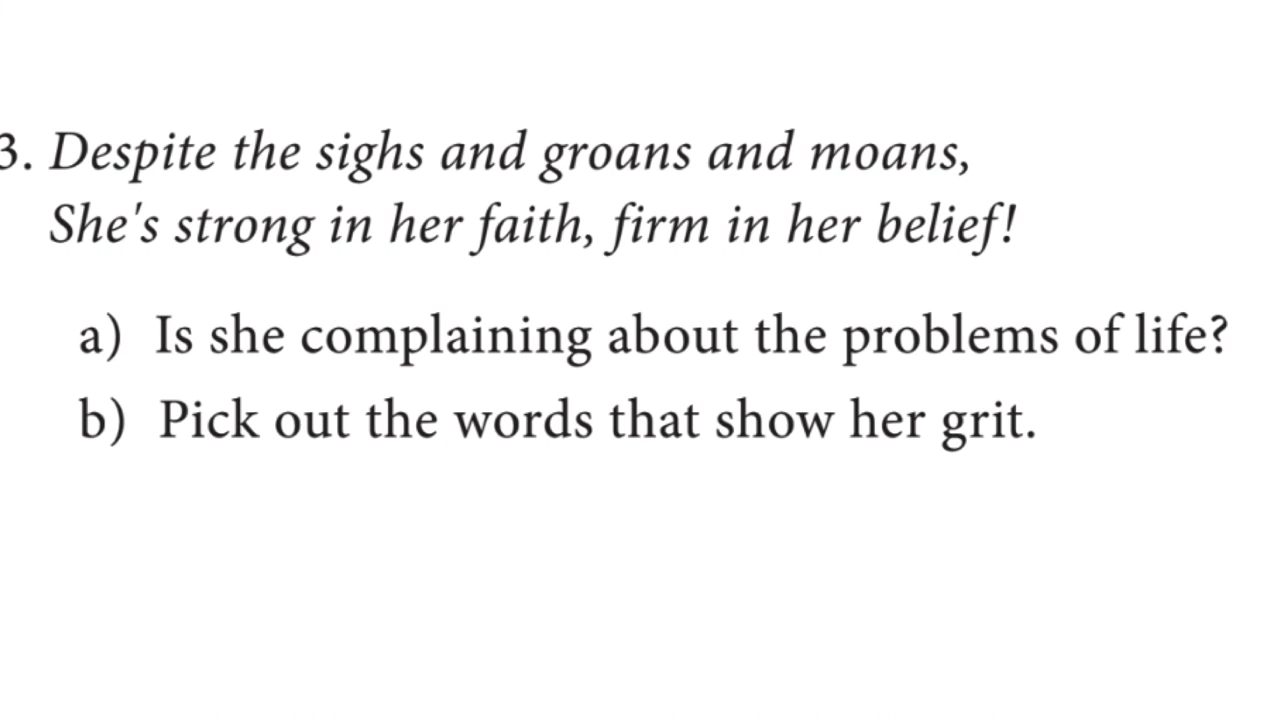 3. Despite the sighs and groans and moans,
She's strong in her faith, firm in her belief!
a) Is she complaining about the problems of life?
b) Pick out the words that show her grit.